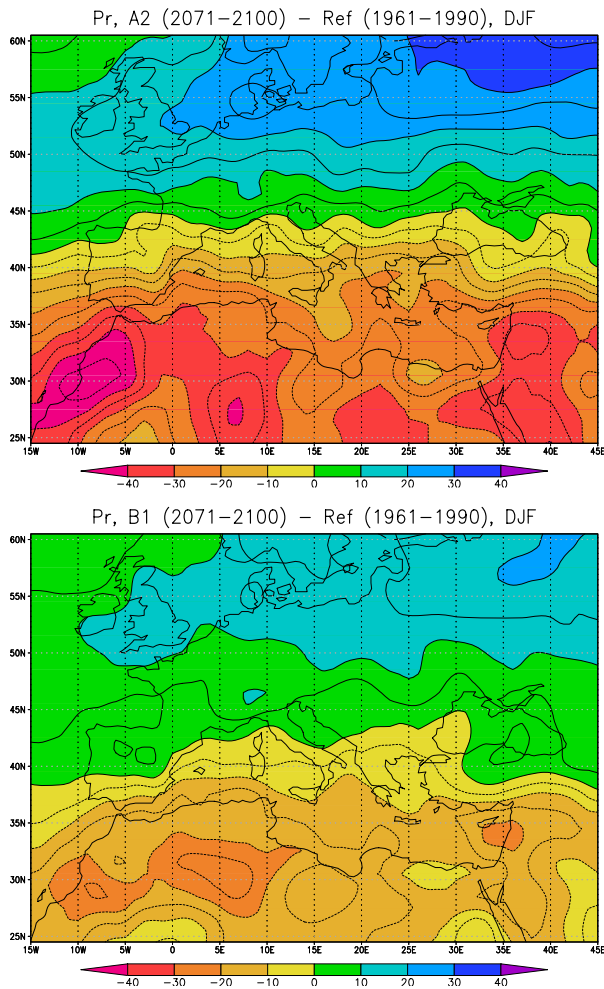 Pr, A2 (2071−2100) − Ref (1961−1990), DJF
60N
55N
50N
45N
40N
35N
30N
25N
15W 10W 5W 0 5E 10E 15E 20E 25E 30E 35E 40E 45E
−40 −30 −20 −10 0 10 20 30 40
Pr, B1 (2071−2100) − Ref (1961−1990), DJF
60N
55N
50N
45N
40N
35N
30N
25N
15W 10W 5W 0 5E 10E 15E 20E 25E 30E 35E 40E 45E
−40 −30 −20 −10 0 10 20 30 40